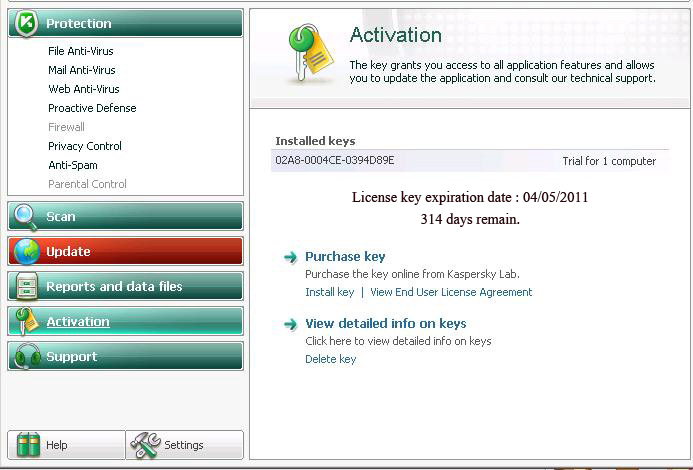 Protection
File Anti-Virus
Mail Anti-Virus
Web Anti-Virus
Proactive Defense
Firewall
Privacy Control
Anti-Spam
Parental Control
Scan
Update
Reports and data files
Activation
Support
Help
Settings
Activation
The key grants you access to all application features and allows
you to update the application and consult our technical support.
Installed keys
02A8-0004CE-0394D89E Trial for 1 computer
License key expiration date : 04/05/2011
314 days remain.
Purchase key
Purchase the key online from Kaspersky Lab.
Install key | View End User License Agreement
View detailed info on keys
Click here to view detailed info on keys
Delete key